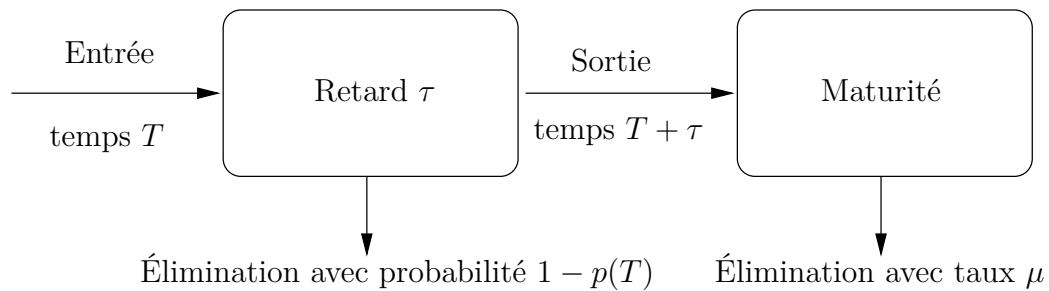 Entrée
temps T
Retard τ
Sortie
temps T + τ
Maturité
Élimination avec probabilité 1 − p(T)
Élimination avec taux μ